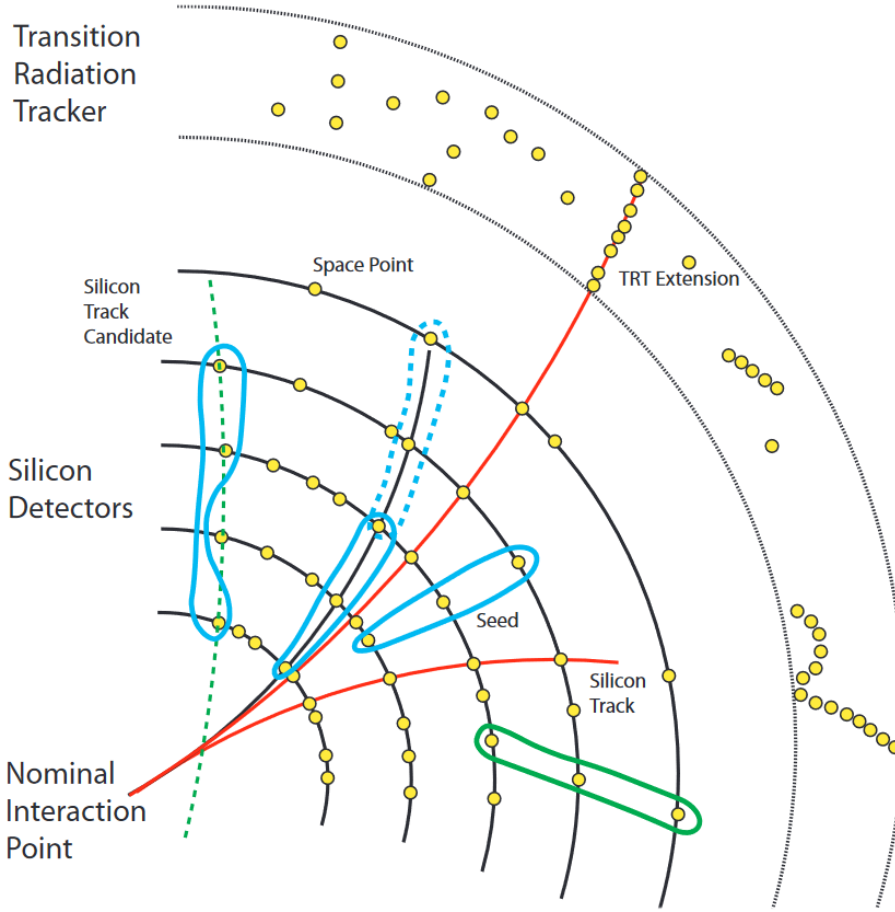 Transition
Radiation
Tracker
Space Point
TRT Extension
Silicon
Track
Candidate
Silicon
Detectors
Seed
Silicon
Track
Nominal
Interaction
Point